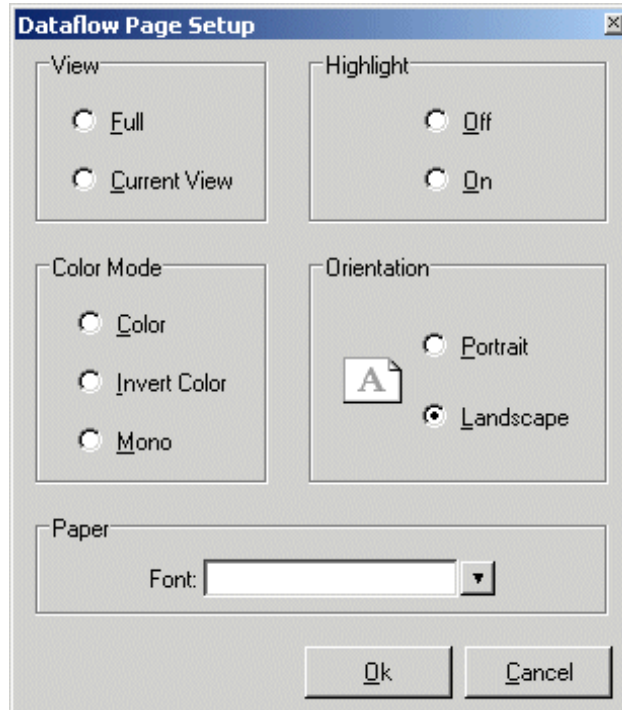 Dataflow Page Setup
View
Full
Current View
Highlight
Off
On
Color Mode
Color
Invert Color
Mono
Orientation
A
Portrait
Landscape
Paper
Font:
Ok
Cancel